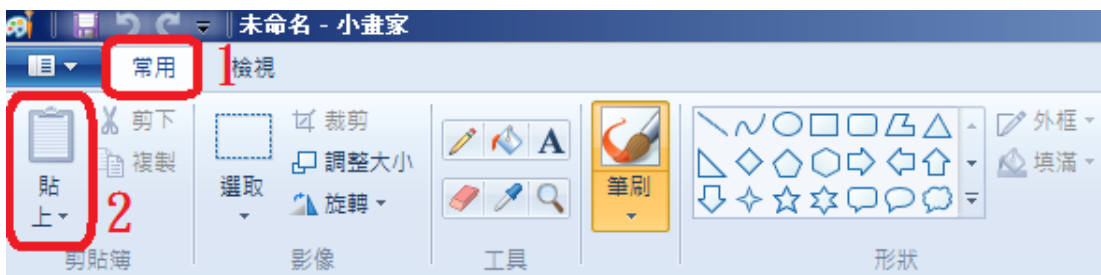 未命名 - 小畫家
常用 1 檢視
貼上
2
剪下
複製
剪貼簿
選取
裁剪
調整大小
旋轉
影像
A
工具
筆刷
外框
填滿
形狀